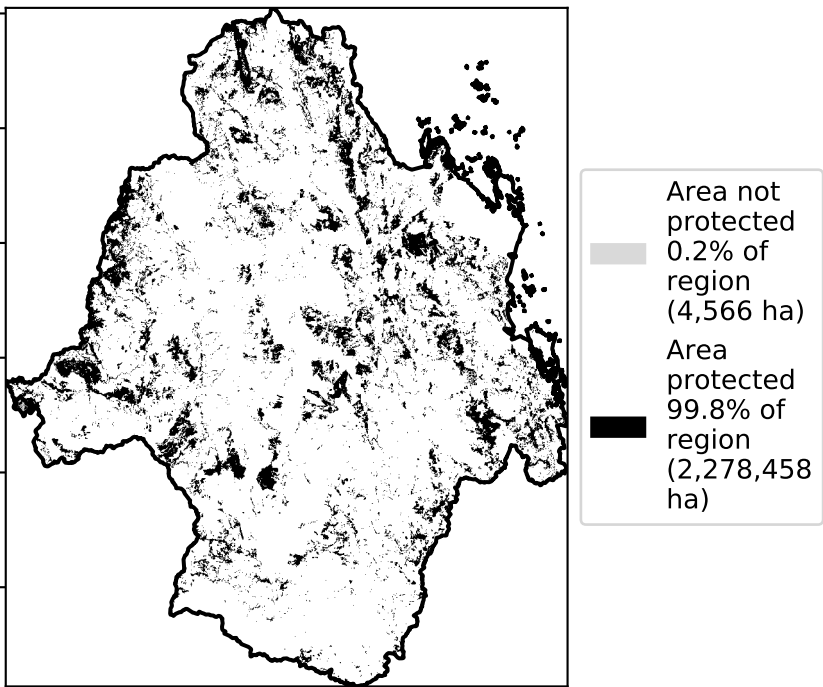 Area not
protected
0.2% of
region
(4,566 ha)
Area
protected
99.8% of
region
(2,278,458
ha)